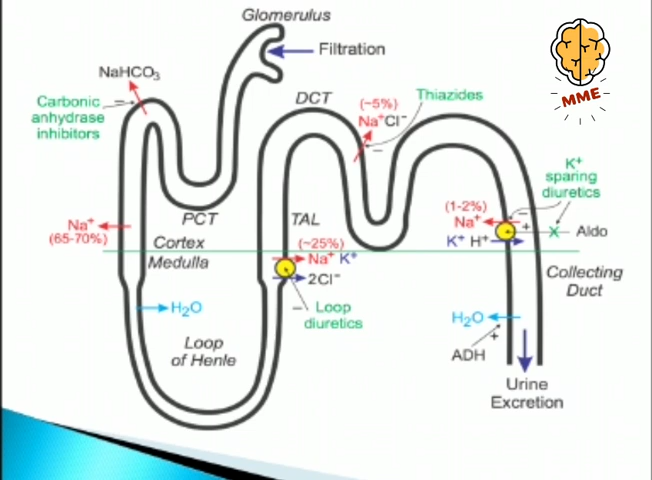 Glomerulus
Filtration
MME
NaHCO₃
Carbonic
anhydrase
inhibitors
DCT
(~5%)
Na⁺Cl⁻
Thiazides
K⁺
sparing
diuretics
(1-2%)
Na⁺
K⁺ H⁺
Aldo
PCT
TAL
Na⁺
(65-70%)
Cortex
Medulla
(~25%)
Na⁺ K⁺
2Cl⁻
Loop
diuretics
Collecting
Duct
H₂O
Loop
of Henle
H₂O
ADH
Urine
Excretion